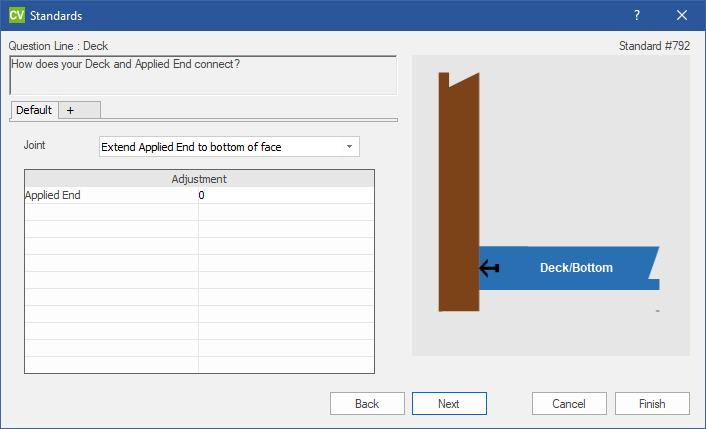 CV Standards
Question Line : Deck
Standard #792
How does your Deck and Applied End connect?
Default +
Joint
Extend Applied End to bottom of face
Adjustment
Applied End 0
Deck/Bottom
Back Next Cancel Finish